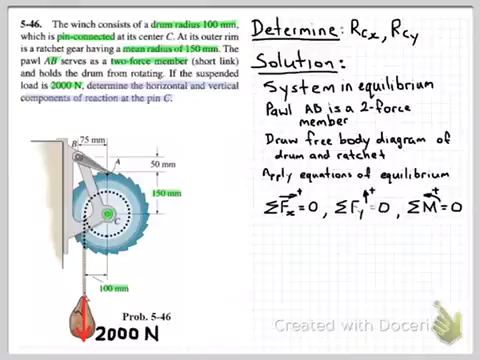 5-46. The winch consists of a drum radius 100 mm,
which is pin-connected at its center C. At its outer rim
is a ratchet gear having a mean radius of 150 mm. The
pawl AB serves as a two-force member (short link)
and holds the drum from rotating. If the suspended
load is 2000 N, determine the horizontal and vertical
components of reaction at the pin C.
75 mm
B
A
50 mm
150 mm
C
100 mm
Prob. 5-46
2000 N
Determine: RCx, RCy
Solution:
System in equilibrium
Pawl AB is a 2-force
member
Draw free body diagram of
drum and ratchet
Apply equations of equilibrium
ΣFx=0, ΣFy=0, ΣM=0
+ + +
Created with Doceri